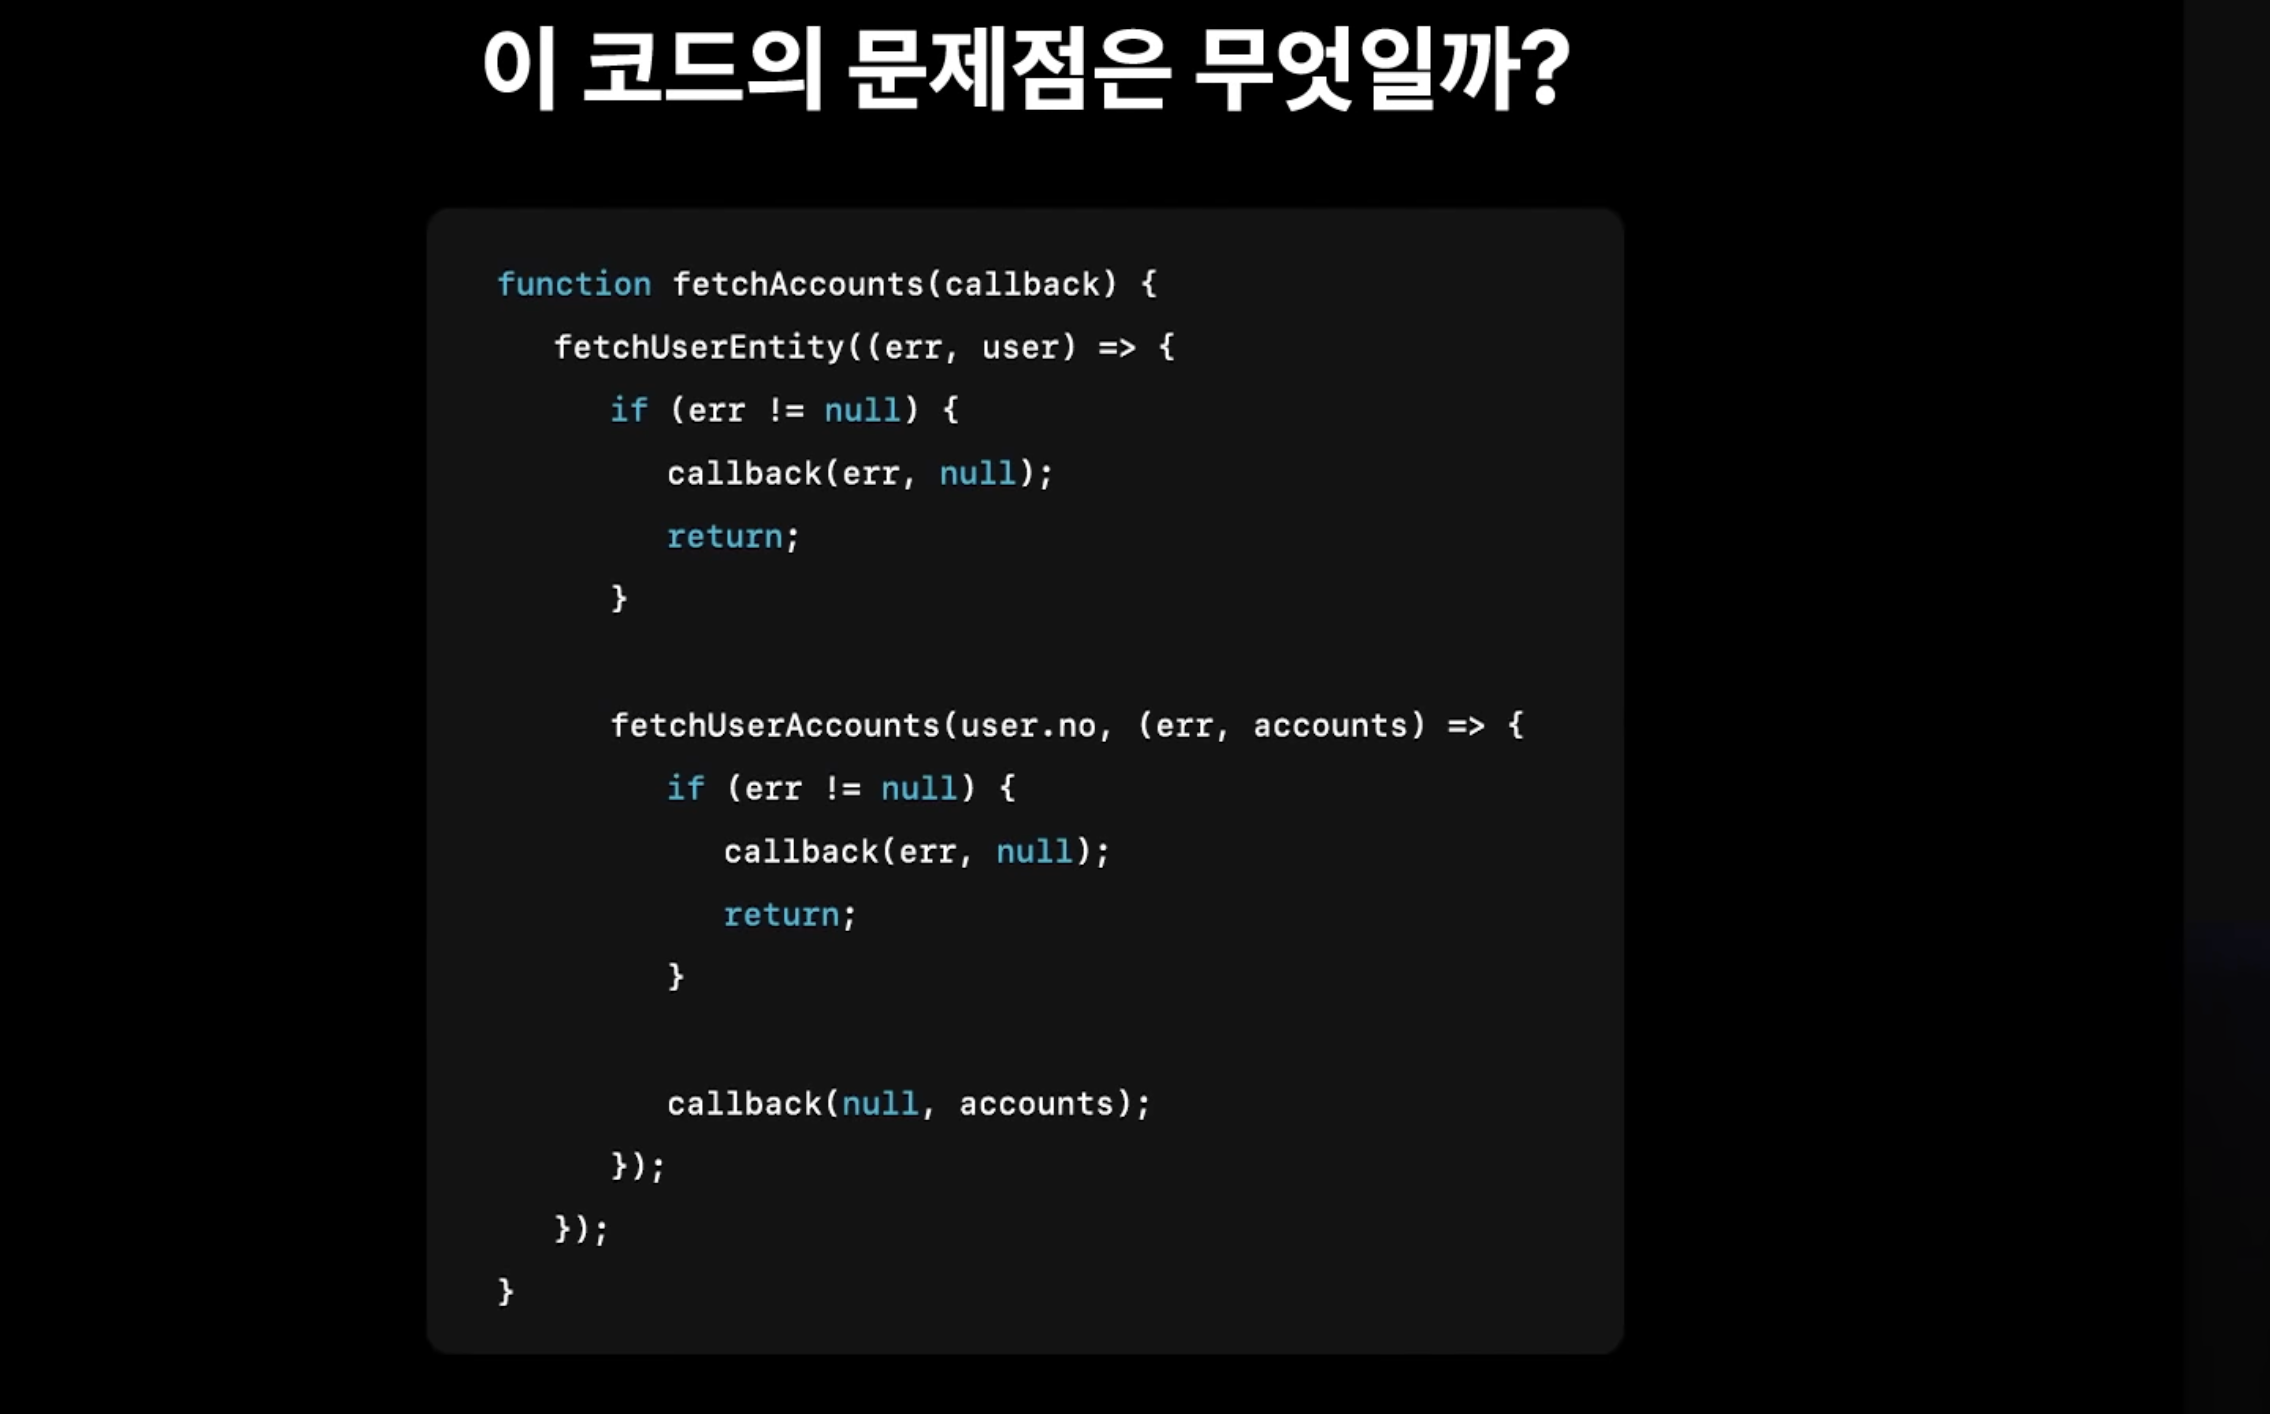 이 코드의 문제점은 무엇일까?
function fetchAccounts(callback) {
fetchUserEntity((err, user) => {
if (err != null) {
callback(err, null);
return;
}
fetchUserAccounts(user.no, (err, accounts) => {
if (err != null) {
callback(err, null);
return;
}
callback(null, accounts);
});
});
}